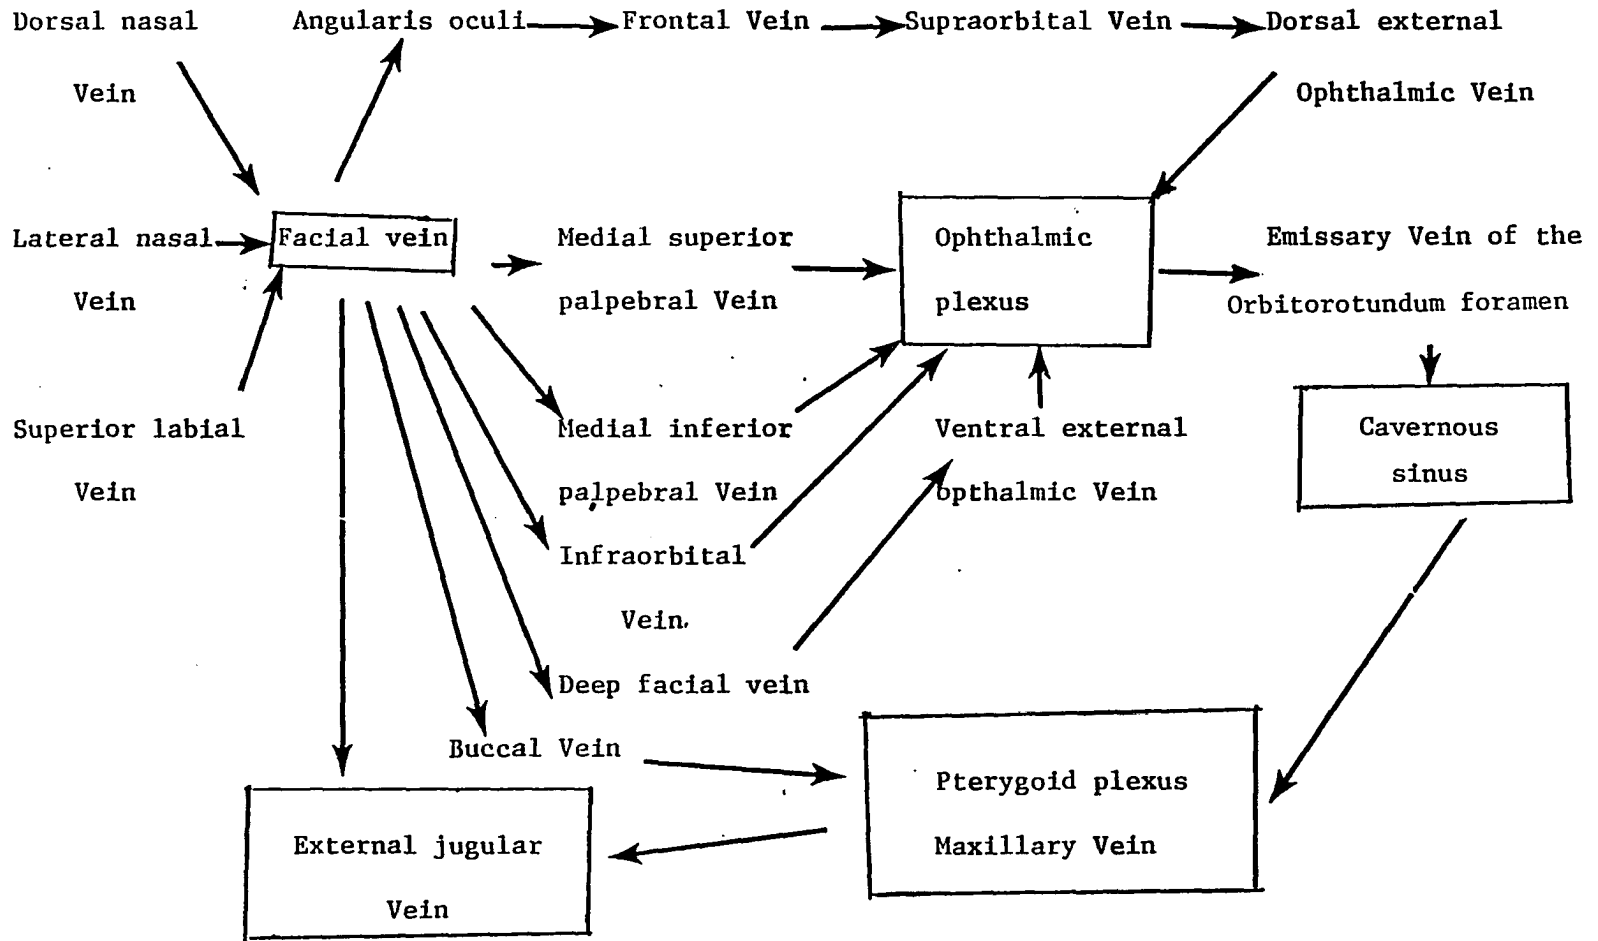 Dorsal nasal
Vein
Angularis oculi
Frontal Vein
Supraorbital Vein
Dorsal external
Ophthalmic Vein
Lateral nasal
Vein
Facial vein
Medial superior
palpebral Vein
Ophthalmic
plexus
Emissary Vein of the
Orbitorotundum foramen
Superior labial
Vein
Medial inferior
palpebral Vein
Ventral external
opthalmic Vein
Cavernous
sinus
Infraorbital
Vein.
Deep facial vein
Buccal Vein
Pterygoid plexus
Maxillary Vein
External jugular
Vein